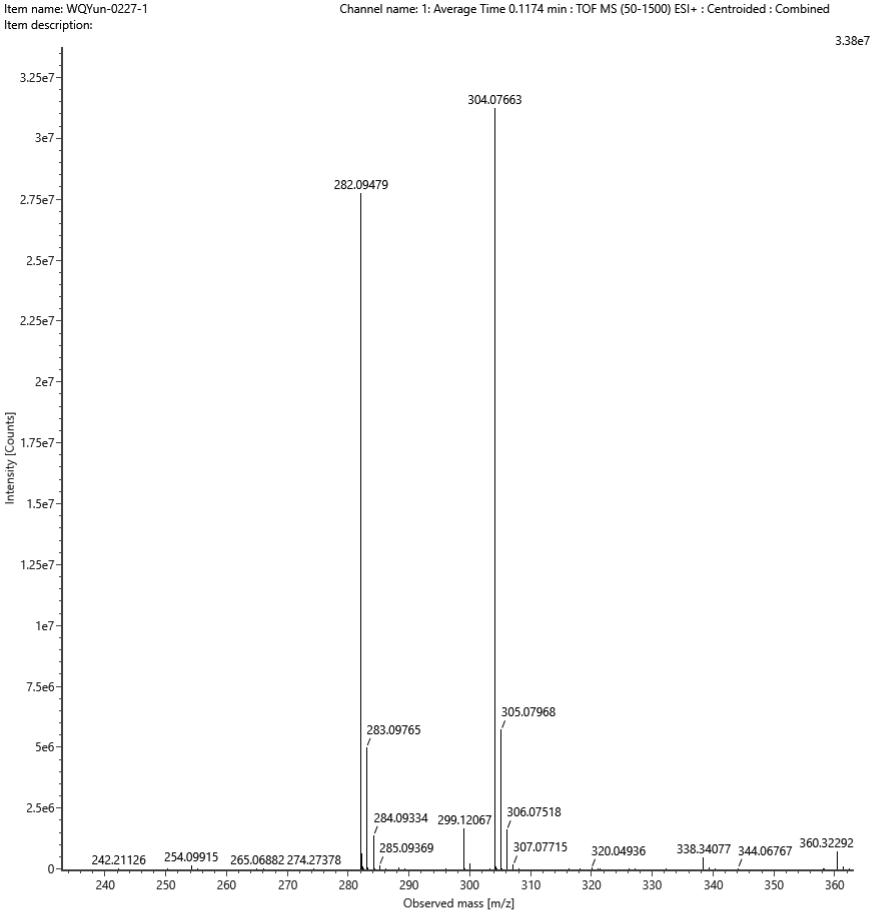 Item name: WQYun-0227-1 Channel name: 1: Average Time 0.1174 min : TOF MS (50-1500) ESI+ : Centroided : Combined
Item description:
3.38e7
3.25e7
304.07663
3e7
282.09479
2.75e7
2.5e7
2.25e7
2e7
1.75e7
Intensity [Counts]
1.5e7
1.25e7
1e7
7.5e6
305.07968
283.09765
5e6
2.5e6
284.09334 299.12067 306.07518
285.09369 307.07715 320.04936 338.34077 344.06767 360.32292
242.21126 254.09915 265.06882 274.27378
0
240 250 260 270 280 290 300 310 320 330 340 350 360
Observed mass [m/z]